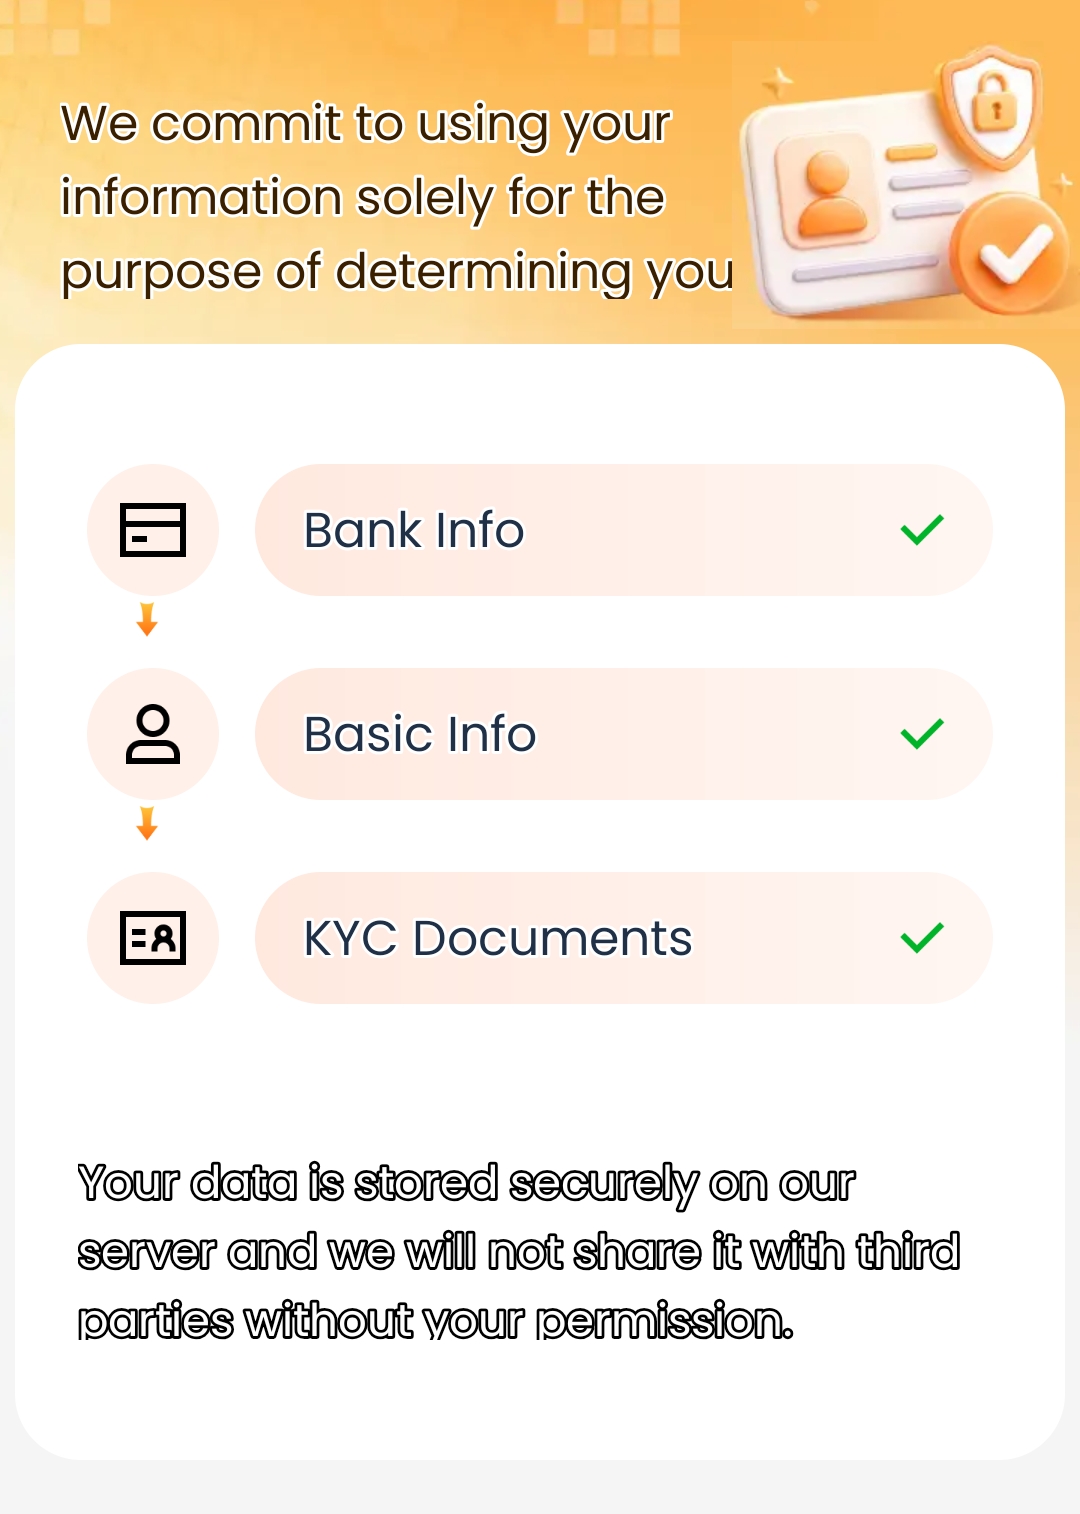 We commit to using your
information solely for the
purpose of determining you
Bank Info
Basic Info
KYC Documents
Your data is stored securely on our
server and we will not share it with third
parties without your permission.